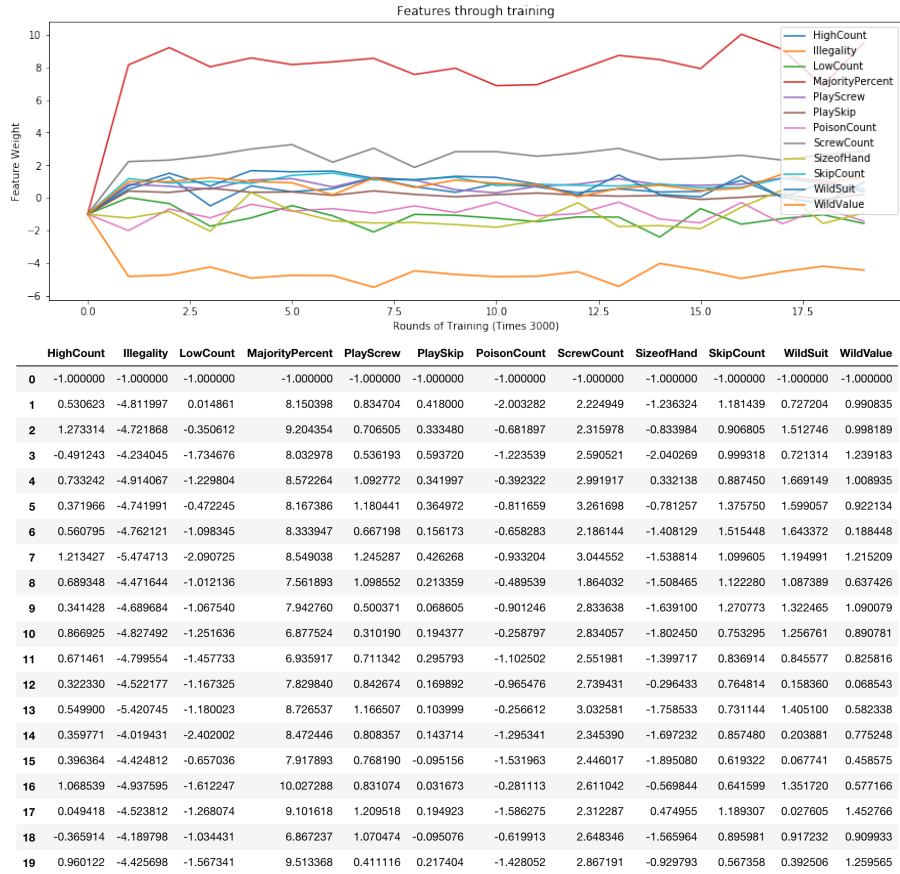 Features through training
Feature Weight
10
8
6
4
2
0
−2
−4
−6
0.0 2.5 5.0 7.5 10.0 12.5 15.0 17.5
Rounds of Training (Times 3000)
HighCount
Illegality
LowCount
MajorityPercent
PlayScrew
PlaySkip
PoisonCount
ScrewCount
SizeofHand
SkipCount
WildSuit
WildValue
HighCount Illegality LowCount MajorityPercent PlayScrew PlaySkip PoisonCount ScrewCount SizeofHand SkipCount WildSuit WildValue
0 -1.000000 -1.000000 -1.000000 -1.000000 -1.000000 -1.000000 -1.000000 -1.000000 -1.000000 -1.000000 -1.000000 -1.000000
1 0.530623 -4.811997 0.014861 8.150398 0.834704 0.418000 -2.003282 2.224949 -1.236324 1.181439 0.727204 0.990835
2 1.273314 -4.721868 -0.350612 9.204354 0.706505 0.333480 -0.681897 2.315978 -0.833984 0.906805 1.512746 0.998189
3 -0.491243 -4.234045 -1.734676 8.032978 0.536193 0.593720 -1.223539 2.590521 -2.040269 0.999318 0.721314 1.239183
4 0.733242 -4.914067 -1.229804 8.572264 1.092772 0.341997 -0.392322 2.991917 0.332138 0.887450 1.669149 1.008935
5 0.371966 -4.741991 -0.472245 8.167386 1.180441 0.364972 -0.811659 3.261698 -0.781257 1.375750 1.599057 0.922134
6 0.560795 -4.762121 -1.098345 8.333947 0.667198 0.156173 -0.658283 2.186144 -1.408129 1.515448 1.643372 0.188448
7 1.213427 -5.474713 -2.090725 8.549038 1.245287 0.426268 -0.933204 3.044552 -1.538814 1.099605 1.194991 1.215209
8 0.689348 -4.471644 -1.012136 7.561893 1.098552 0.213359 -0.489539 1.864032 -1.508465 1.122280 1.087389 0.637426
9 0.341428 -4.689684 -1.067540 7.942760 0.500371 0.068605 -0.901246 2.833638 -1.639100 1.270773 1.322465 1.090079
10 0.866925 -4.827492 -1.251636 6.877524 0.310190 0.194377 -0.258797 2.834057 -1.802450 0.753295 1.256761 0.890781
11 0.671461 -4.799554 -1.457733 6.935917 0.711342 0.295793 -1.102502 2.551981 -1.399717 0.836914 0.845577 0.825816
12 0.322330 -4.522177 -1.167325 7.829840 0.842674 0.169892 -0.965476 2.739431 -0.296433 0.764814 0.158360 0.068543
13 0.549900 -5.420745 -1.180023 8.726537 1.166507 0.103999 -0.256612 3.032581 -1.758533 0.731144 1.405100 0.582338
14 0.359771 -4.019431 -2.402002 8.472446 0.808357 0.143714 -1.295341 2.345390 -1.697232 0.857480 0.203881 0.775248
15 0.396364 -4.424812 -0.657036 7.917893 0.768190 -0.095156 -1.531963 2.446017 -1.895080 0.619322 0.067741 0.458575
16 1.068539 -4.937595 -1.612247 10.027288 0.831074 0.031673 -0.281113 2.611042 -0.569844 0.641599 1.351720 0.577166
17 0.049418 -4.523812 -1.268074 9.101618 1.209518 0.194923 -1.586275 2.312287 0.474955 1.189307 0.027605 1.452766
18 -0.365914 -4.189798 -1.034431 6.867237 1.070474 -0.095076 -0.619913 2.648346 -1.565964 0.895981 0.917232 0.909933
19 0.960122 -4.425698 -1.567341 9.513368 0.411116 0.217404 -1.428052 2.867191 -0.929793 0.567358 0.392506 1.259565